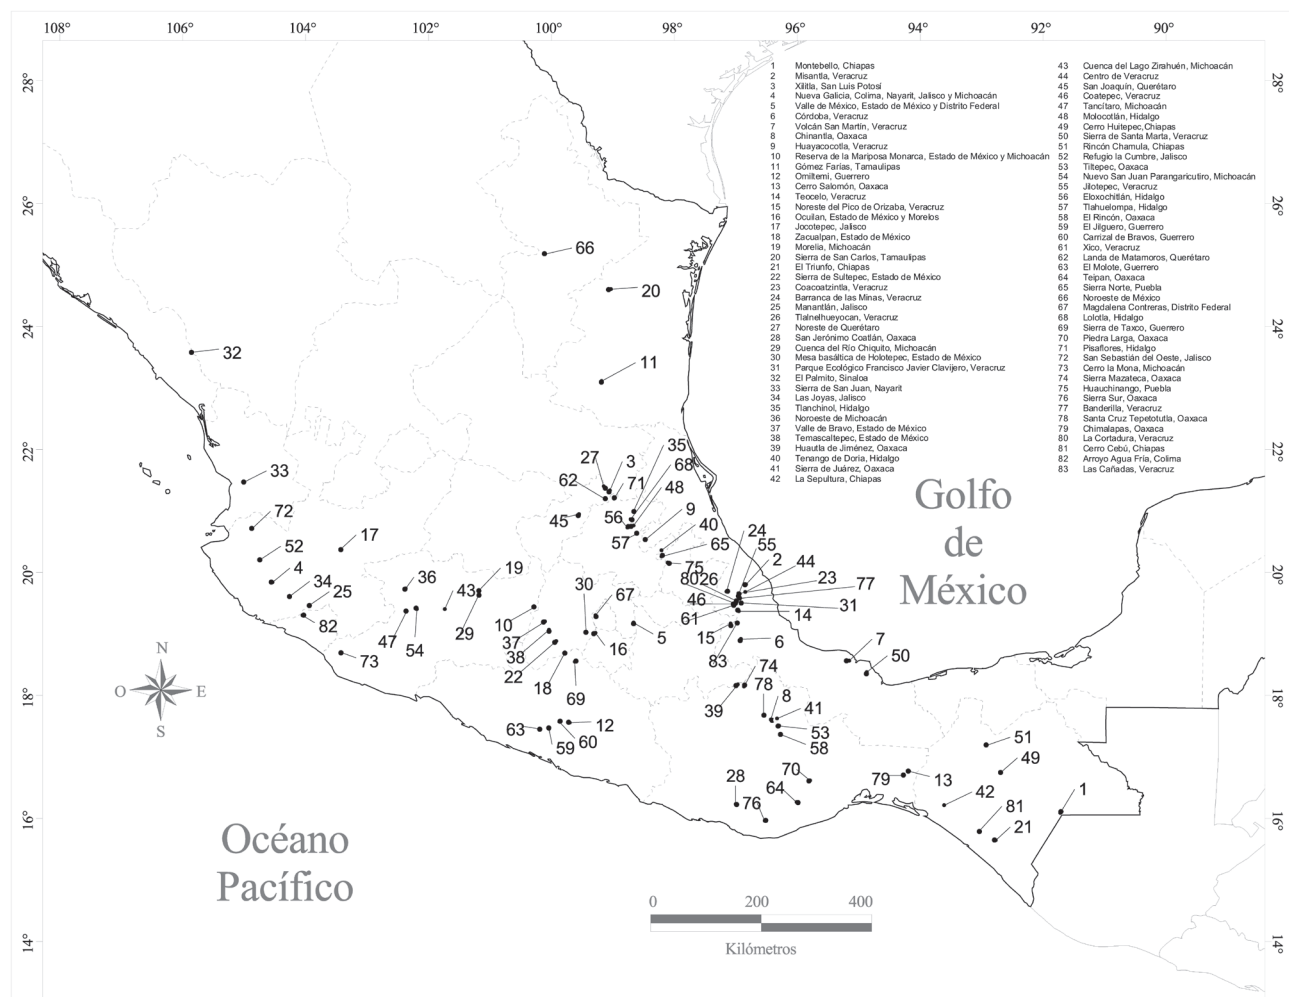 108° 106° 104° 102° 100° 98° 96° 94° 92° 90°
28° 28°
26° 26°
24° 24°
22° 22°
20° 20°
18° 18°
16° 16°
14° 14°
1 Montebello, Chiapas
2 Misantla, Veracruz
3 Xilitla, San Luis Potosí
4 Nueva Galicia, Colima, Nayarit, Jalisco y Michoacán
5 Valle de México, Estado de México y Distrito Federal
6 Córdoba, Veracruz
7 Volcán San Martín, Veracruz
8 Chinantla, Oaxaca
9 Huayacocotla, Veracruz
10 Reserva de la Mariposa Monarca, Estado de México y Michoacán
11 Gómez Farías, Tamaulipas
12 Omiltemi, Guerrero
13 Cerro Salomón, Oaxaca
14 Teocelo, Veracruz
15 Noreste del Pico de Orizaba, Veracruz
16 Ocuilan, Estado de México y Morelos
17 Jocotepec, Jalisco
18 Zacualpan, Estado de México
19 Morelia, Michoacán
20 Sierra de San Carlos, Tamaulipas
21 El Triunfo, Chiapas
22 Sierra de Sultepec, Estado de México
23 Coacoatzintla, Veracruz
24 Barranca de las Minas, Veracruz
25 Manantlán, Jalisco
26 Tlalnelhueyocan, Veracruz
27 Noreste de Querétaro
28 San Jerónimo Coatlán, Oaxaca
29 Cuenca del Río Chiquito, Michoacán
30 Mesa basáltica de Holotepec, Estado de México
31 Parque Ecológico Francisco Javier Clavijero, Veracruz
32 El Palmito, Sinaloa
33 Sierra de San Juan, Nayarit
34 Las Joyas, Jalisco
35 Tlanchinol, Hidalgo
36 Noroeste de Michoacán
37 Valle de Bravo, Estado de México
38 Temascaltepec, Estado de México
39 Huautla de Jiménez, Oaxaca
40 Tenango de Doria, Hidalgo
41 Sierra de Juárez, Oaxaca
42 La Sepultura, Chiapas
43 Cuenca del Lago Zirahuén, Michoacán
44 Centro de Veracruz
45 San Joaquín, Querétaro
46 Coatepec, Veracruz
47 Tancítaro, Michoacán
48 Molocotlán, Hidalgo
49 Cerro Huitepec,Chiapas
50 Sierra de Santa Marta, Veracruz
51 Rincón Chamula, Chiapas
52 Refugio la Cumbre, Jalisco
53 Tiltepec, Oaxaca
54 Nuevo San Juan Parangaricutiro, Michoacán
55 Jilotepec, Veracruz
56 Eloxochitlán, Hidalgo
57 Tlahuelompa, Hidalgo
58 El Rincón, Oaxaca
59 El Jilguero, Guerrero
60 Carrizal de Bravos, Guerrero
61 Xico, Veracruz
62 Landa de Matamoros, Querétaro
63 El Molote, Guerrero
64 Teipan, Oaxaca
65 Sierra Norte, Puebla
66 Noroeste de México
67 Magdalena Contreras, Distrito Federal
68 Lolotla, Hidalgo
69 Sierra de Taxco, Guerrero
70 Piedra Larga, Oaxaca
71 Pisaflores, Hidalgo
72 San Sebastián del Oeste, Jalisco
73 Cerro la Mona, Michoacán
74 Sierra Mazateca, Oaxaca
75 Huauchinango, Puebla
76 Sierra Sur, Oaxaca
77 Banderilla, Veracruz
78 Santa Cruz Tepetotutla, Oaxaca
79 Chimalapas, Oaxaca
80 La Cortadura, Veracruz
81 Cerro Cebú, Chiapas
82 Arroyo Agua Fría, Colima
83 Las Cañadas, Veracruz
66
20
32
11
33
72
17
52
4
34
25
82
73
36
47
54
43
19
29
27
3
62
71
35
68
48
45
56
57
9
40
65
75
24
55
2
44
23
77
31
80 26
46
61
14
15
6
83
30
67
10
37
38
22
18
69
16
5
63
59
60
12
74
39
78
8
41
53
58
7
50
70
64
28
76
79
13
51
49
42
81
21
1
Golfo
de
México
N
O E
S
Océano
Pacífico
0 200 400
Kilómetros